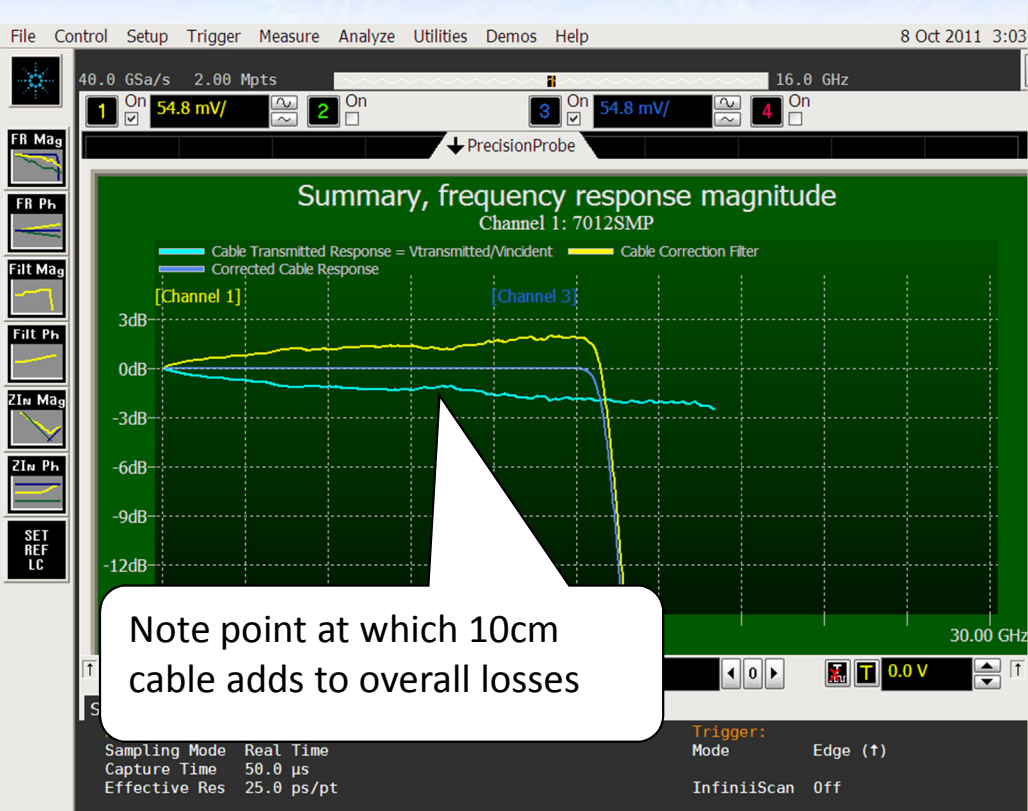 File Control Setup Trigger Measure Analyze Utilities Demos Help 8 Oct 2011 3:03
40.0 GSa/s 2.00 Mpts 16.0 GHz
1 On 54.8 mV/ 2 On 3 On 54.8 mV/ 4 On
PrecisionProbe
FR Mag
FR Ph
Filt Mag
Filt Ph
ZIN Mag
ZIN Ph
SET
REF
LC
Summary, frequency response magnitude
Channel 1: 7012SMP
Cable Transmitted Response = Vtransmitted/Vincident Cable Correction Filter
Corrected Cable Response
[Channel 1] [Channel 3]
3dB
0dB
-3dB
-6dB
-9dB
-12dB
30.00 GHz
Note point at which 10cm
cable adds to overall losses
0 T 0.0 V
Trigger:
Sampling Mode Real Time Mode Edge (↑)
Capture Time 50.0 µs
Effective Res 25.0 ps/pt InfiniiScan Off